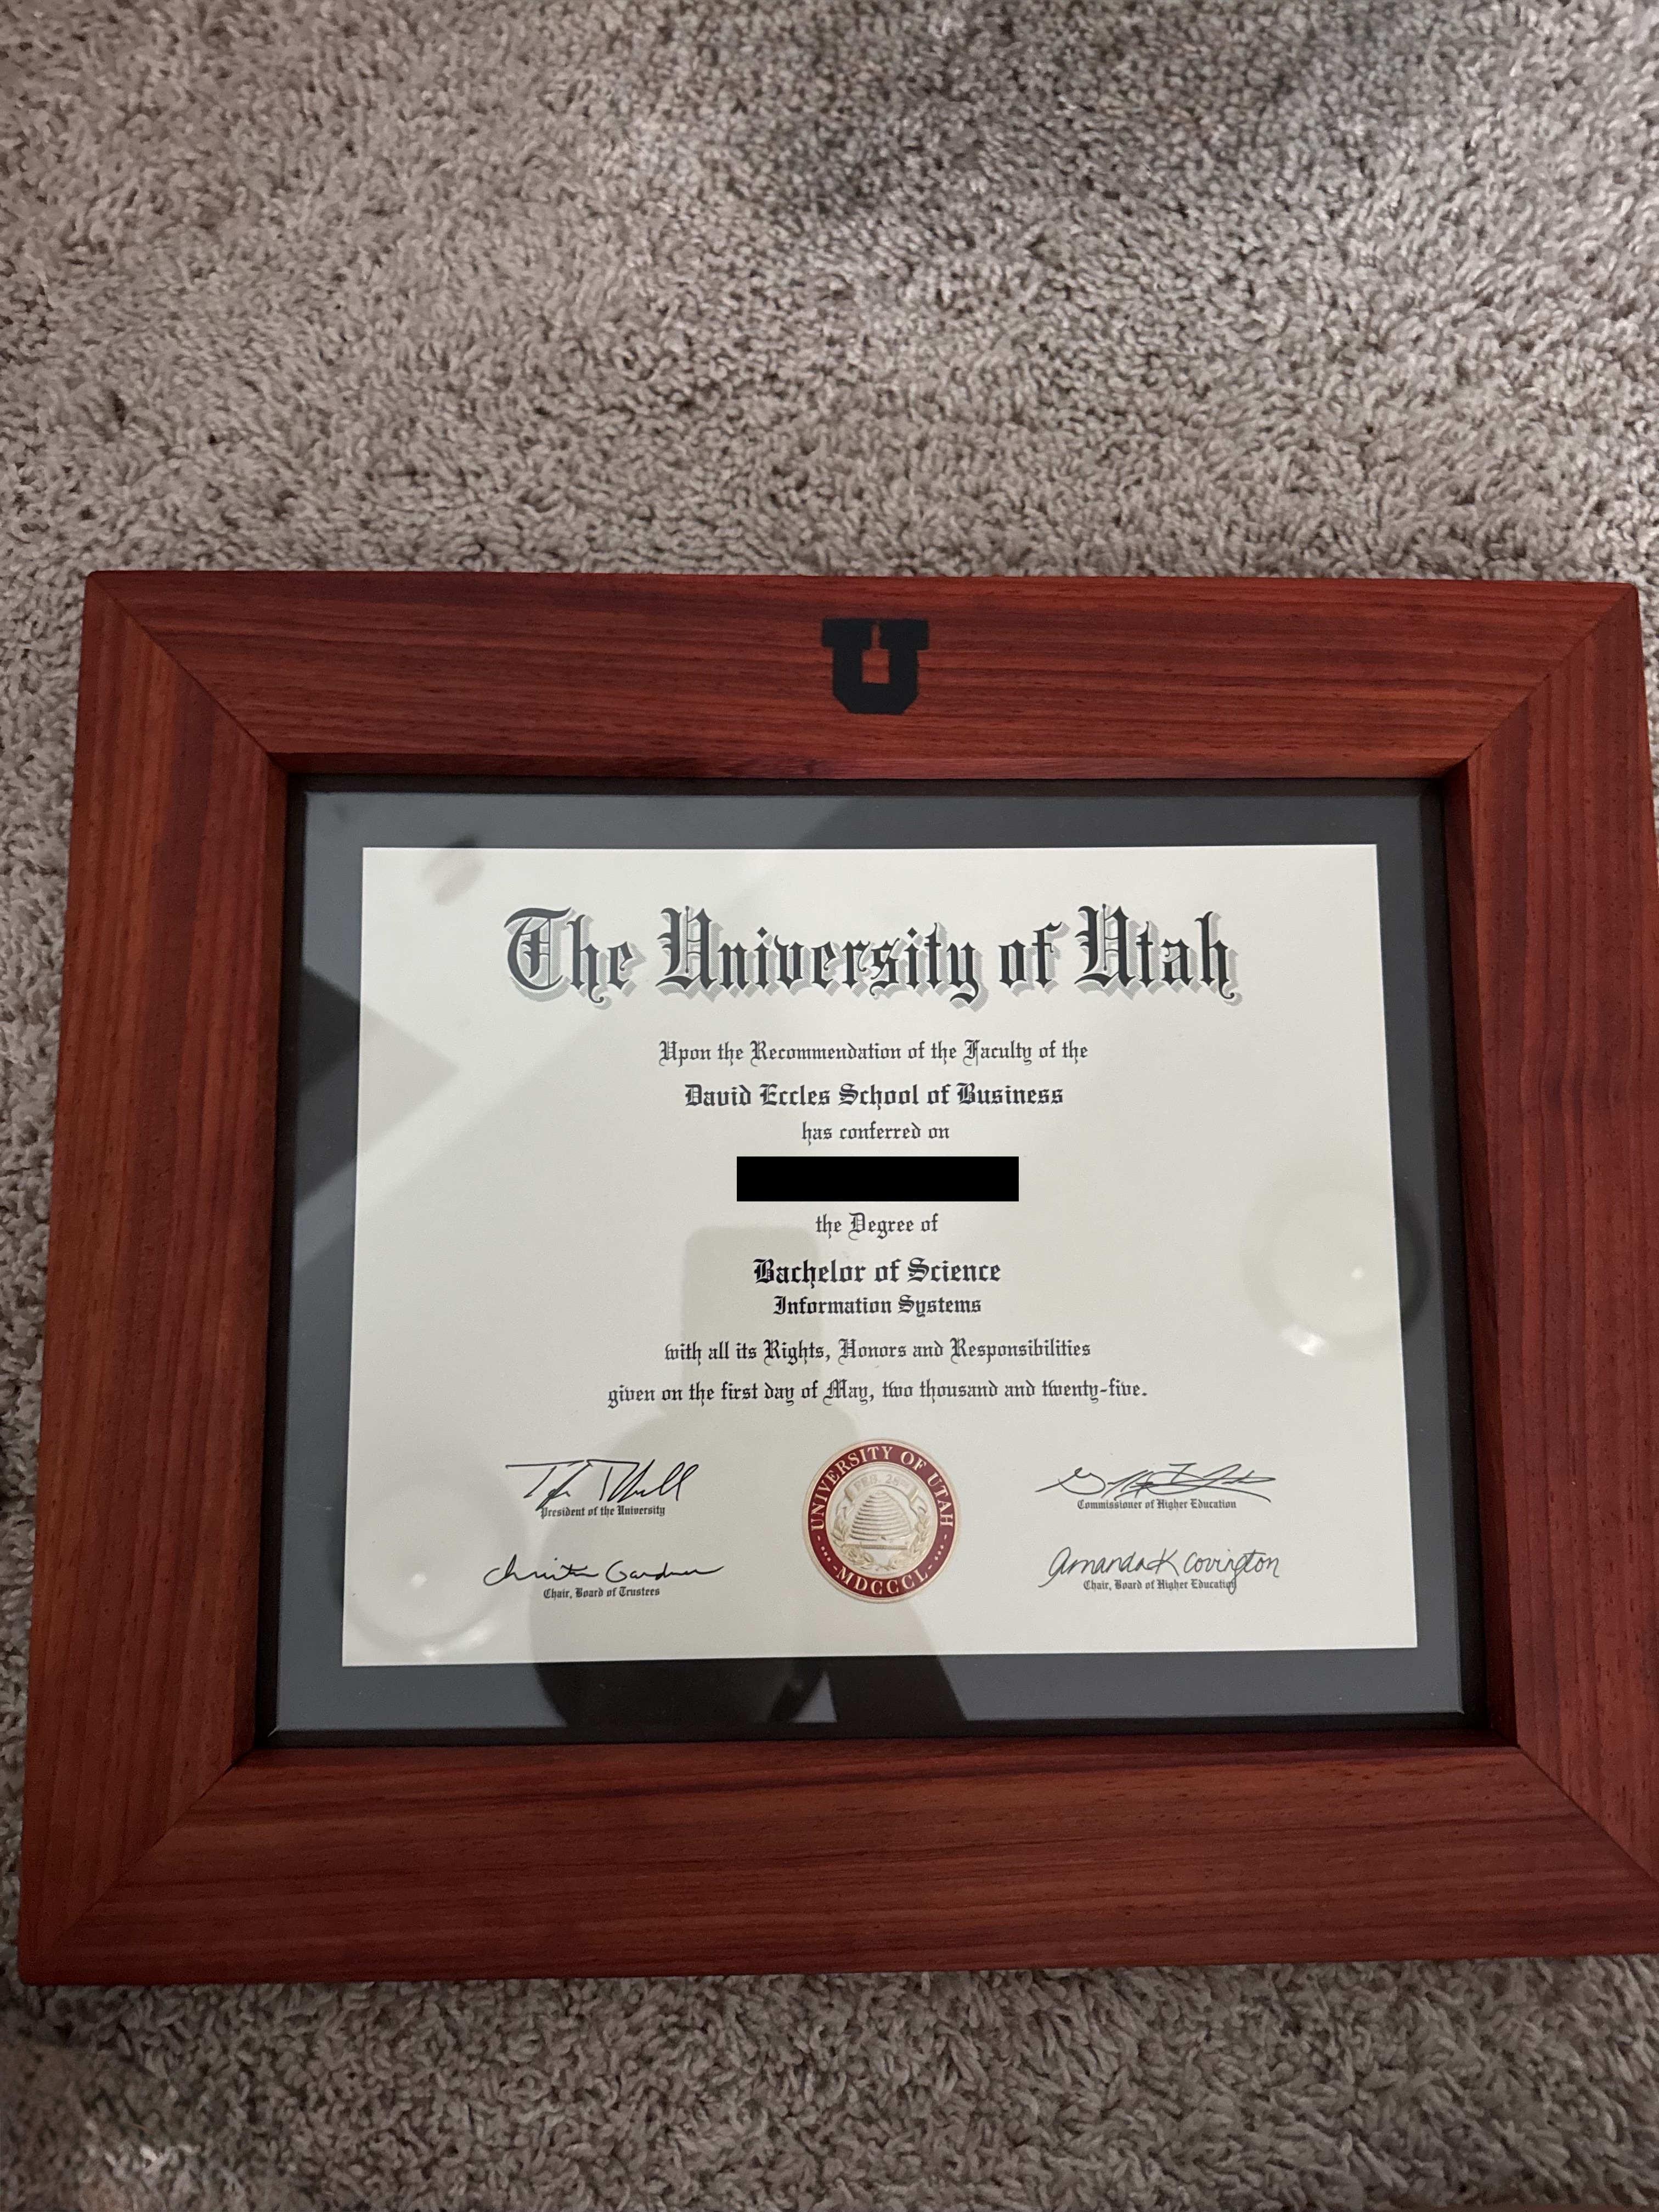 U
The University of Utah
Upon the Recommendation of the Faculty of the
David Eccles School of Business
has conferred on
the Degree of
Bachelor of Science
Information Systems
with all its Rights, Honors and Responsibilities
given on the first day of May, two thousand and twenty-five.
President of the University
Commissioner of Higher Education
UNIVERSITY OF UTAH
FEB. 28TH
MDCCCL
Amanda K Covington
Chair, Board of Trustees
Chair, Board of Higher Education